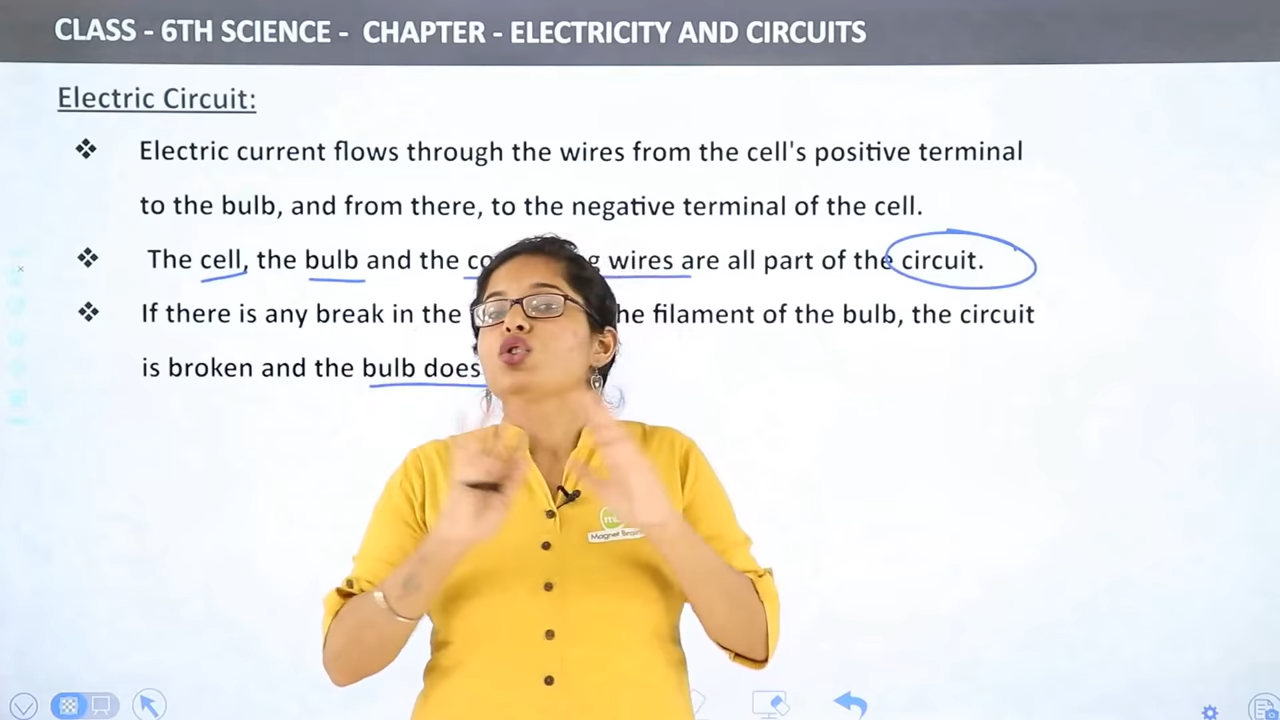 CLASS - 6TH SCIENCE - CHAPTER - ELECTRICITY AND CIRCUITS
Electric Circuit:
❖ Electric current flows through the wires from the cell's positive terminal
to the bulb, and from there, to the negative terminal of the cell.
❖ The cell, the bulb and the wires are all part of the circuit.
❖ If there is any break in the filament of the bulb, the circuit
is broken and the bulb does
Magnet Brain